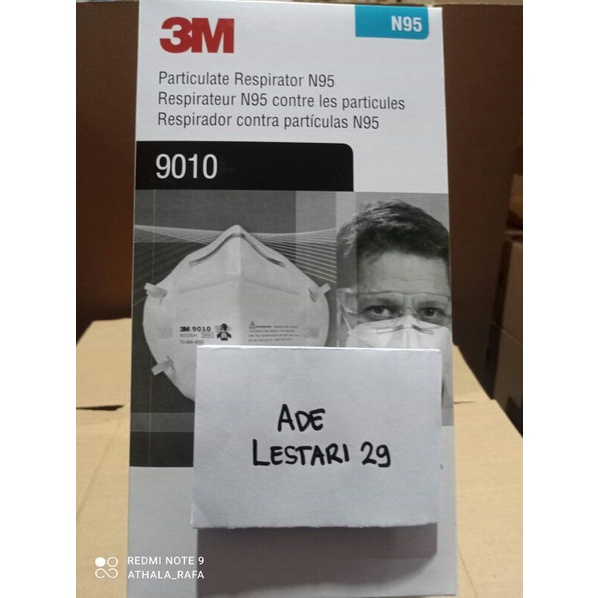 3M
N95
Particulate Respirator N95
Respirateur N95 contre les particules
Respirador contra partículas N95
9010
3M 9010
ADE
LESTARI 29
REDMI NOTE 9
ATHALA_RAFA